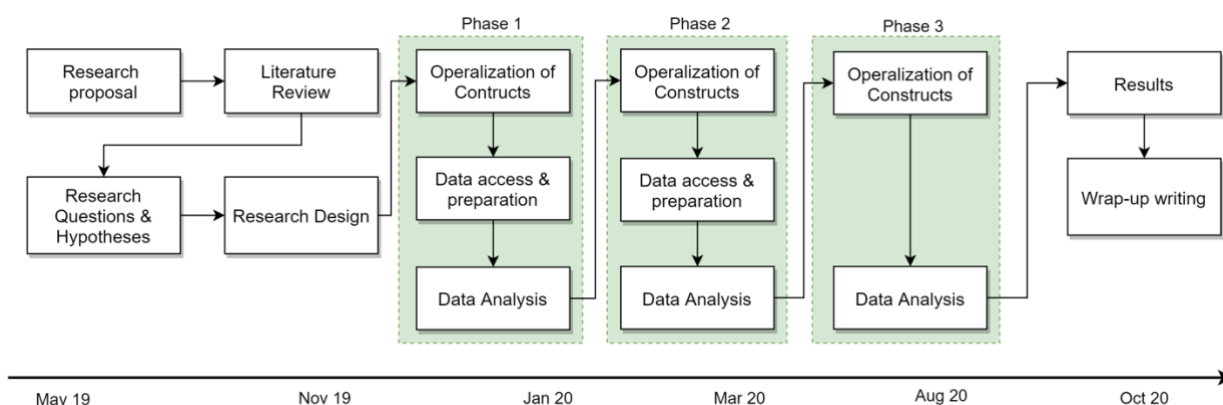 Phase 1
Phase 2
Phase 3
Research
proposal
Literature
Review
Research
Questions &
Hypotheses
Research Design
Operalization of
Contructs
Data access &
preparation
Data Analysis
Operalization of
Constructs
Data access &
preparation
Data Analysis
Operalization of
Constructs
Data Analysis
Results
Wrap-up writing
May 19
Nov 19
Jan 20
Mar 20
Aug 20
Oct 20